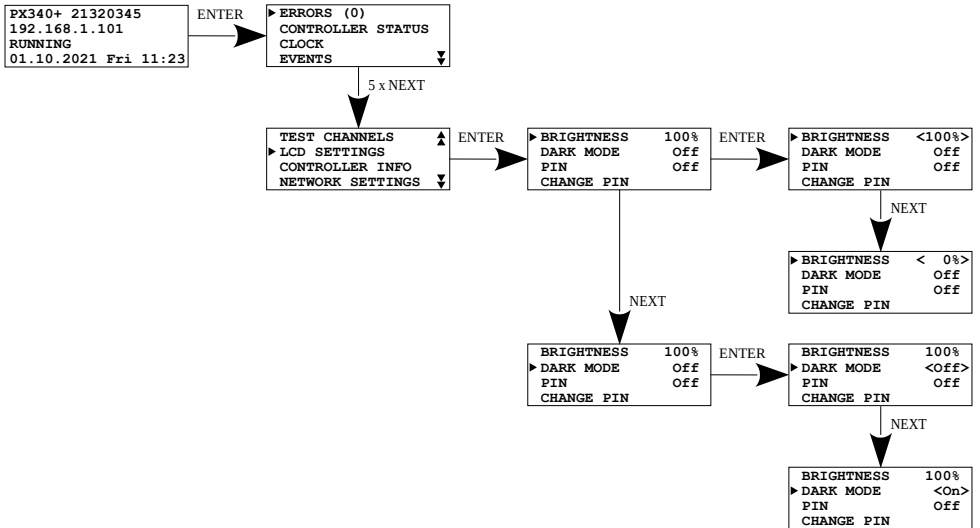 PX340+ 21320345
192.168.1.101
RUNNING
01.10.2021 Fri 11:23
ENTER
ERRORS (0)
CONTROLLER STATUS
CLOCK
EVENTS
5 x NEXT
TEST CHANNELS
LCD SETTINGS
CONTROLLER INFO
NETWORK SETTINGS
ENTER
BRIGHTNESS 100%
DARK MODE Off
PIN Off
CHANGE PIN
ENTER
BRIGHTNESS <100%>
DARK MODE Off
PIN Off
CHANGE PIN
NEXT
BRIGHTNESS < 0%>
DARK MODE Off
PIN Off
CHANGE PIN
NEXT
BRIGHTNESS 100%
DARK MODE Off
PIN Off
CHANGE PIN
ENTER
BRIGHTNESS 100%
DARK MODE <Off>
PIN Off
CHANGE PIN
NEXT
BRIGHTNESS 100%
DARK MODE <On>
PIN Off
CHANGE PIN